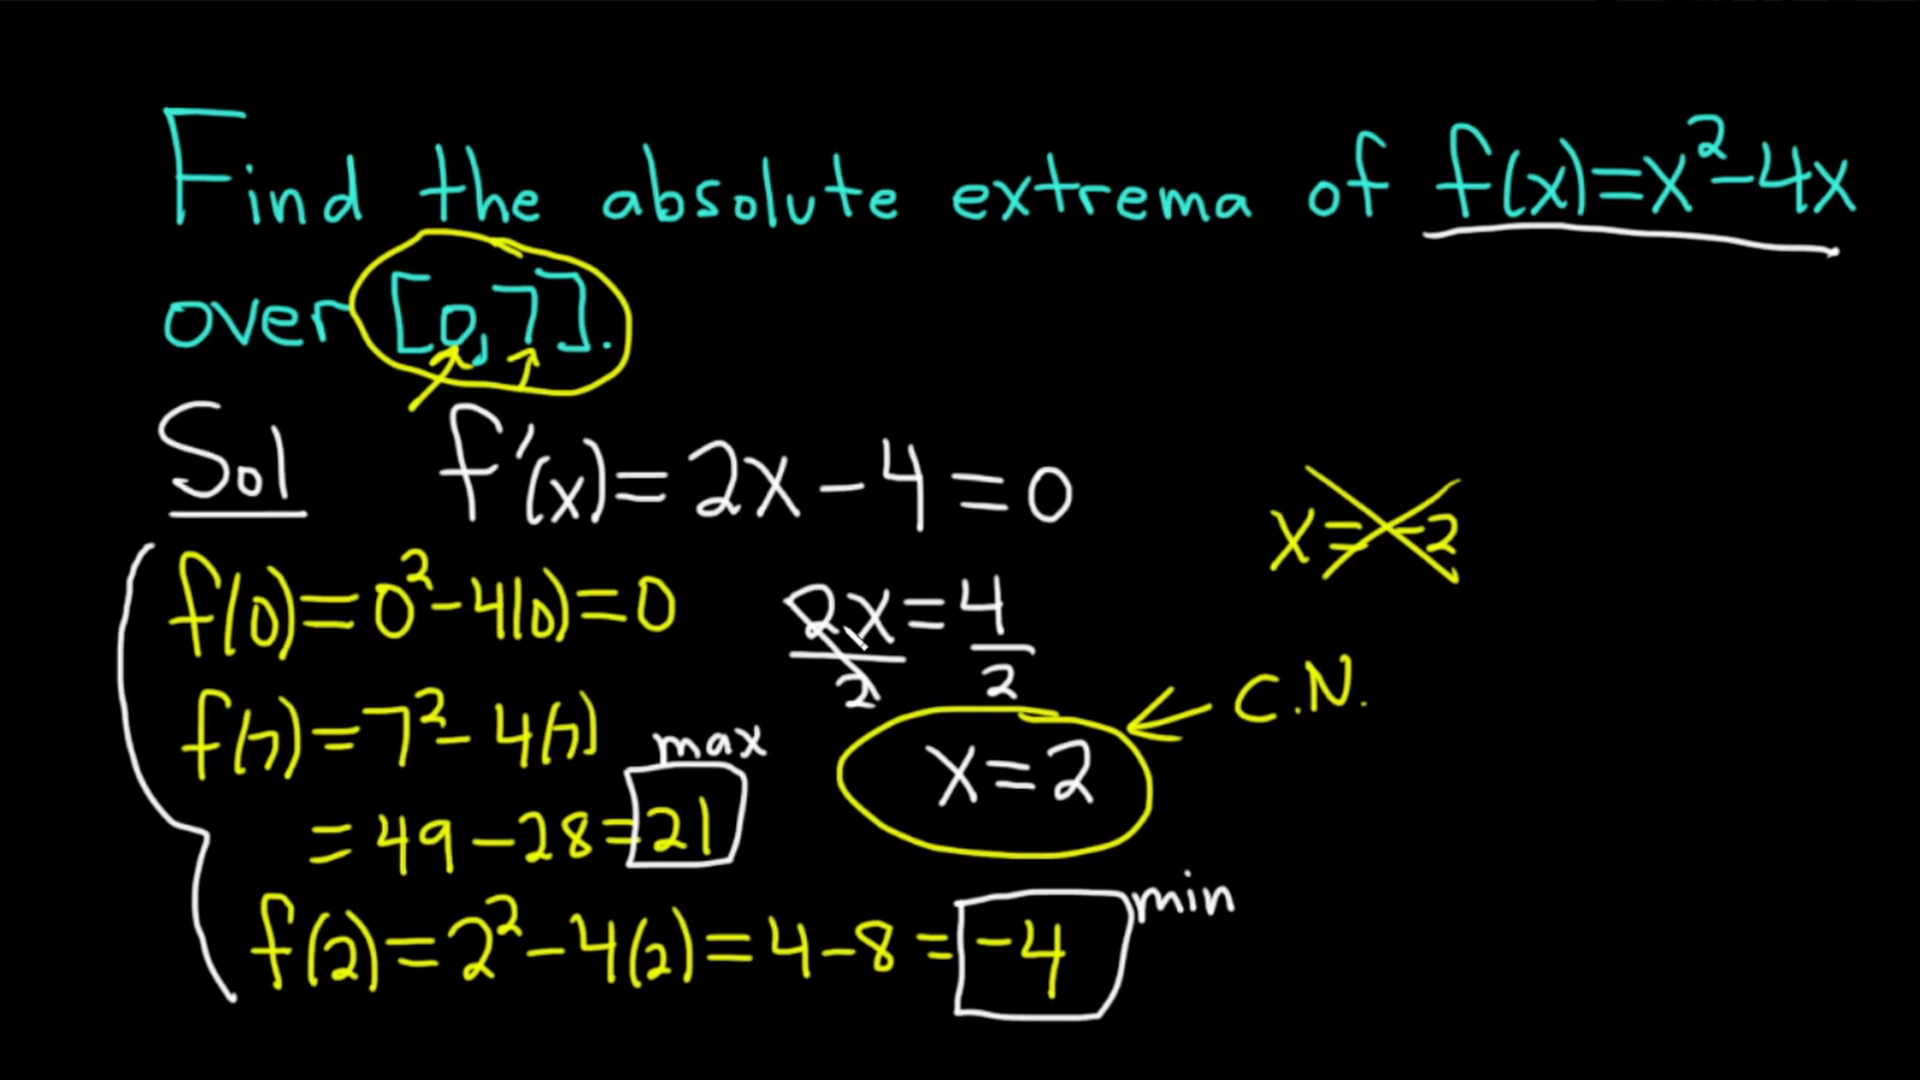 Find the absolute extrema of f(x)=x²-4x
over [0,7].
Sol f'(x)=2x-4=0
x=-2
f(0)=0²-4(0)=0
2x=4
2 2
C.N.
x=2
f(7)=7²-4(7)
max
=49-28=21
min
f(2)=2²-4(2)=4-8=-4